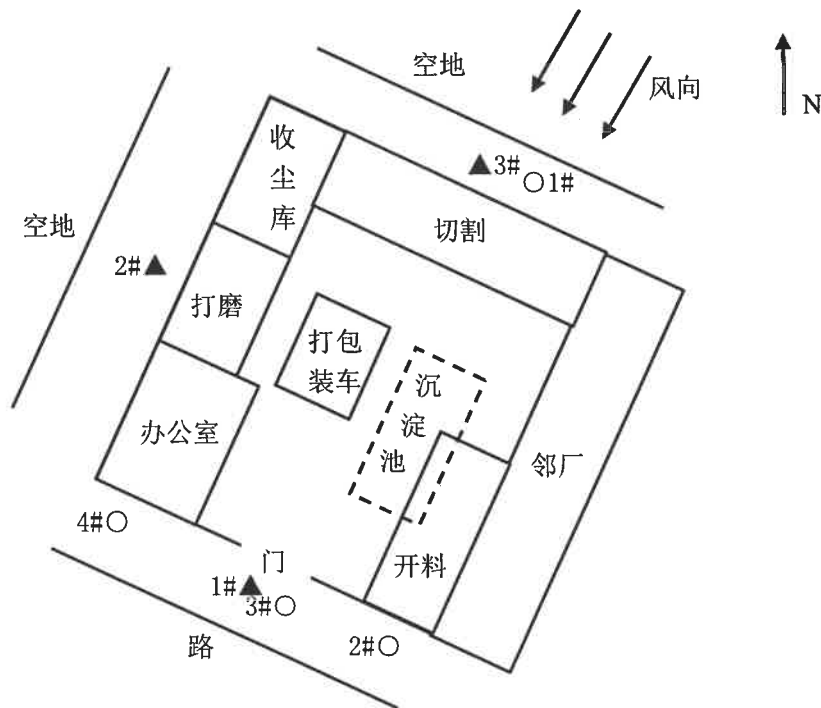 空地
风向
N
▲3#
○1#
收尘库
切割
空地
2#▲
打磨
打包
装车
沉淀池
办公室
邻厂
4#○
门
开料
1#▲
3#○
2#○
路